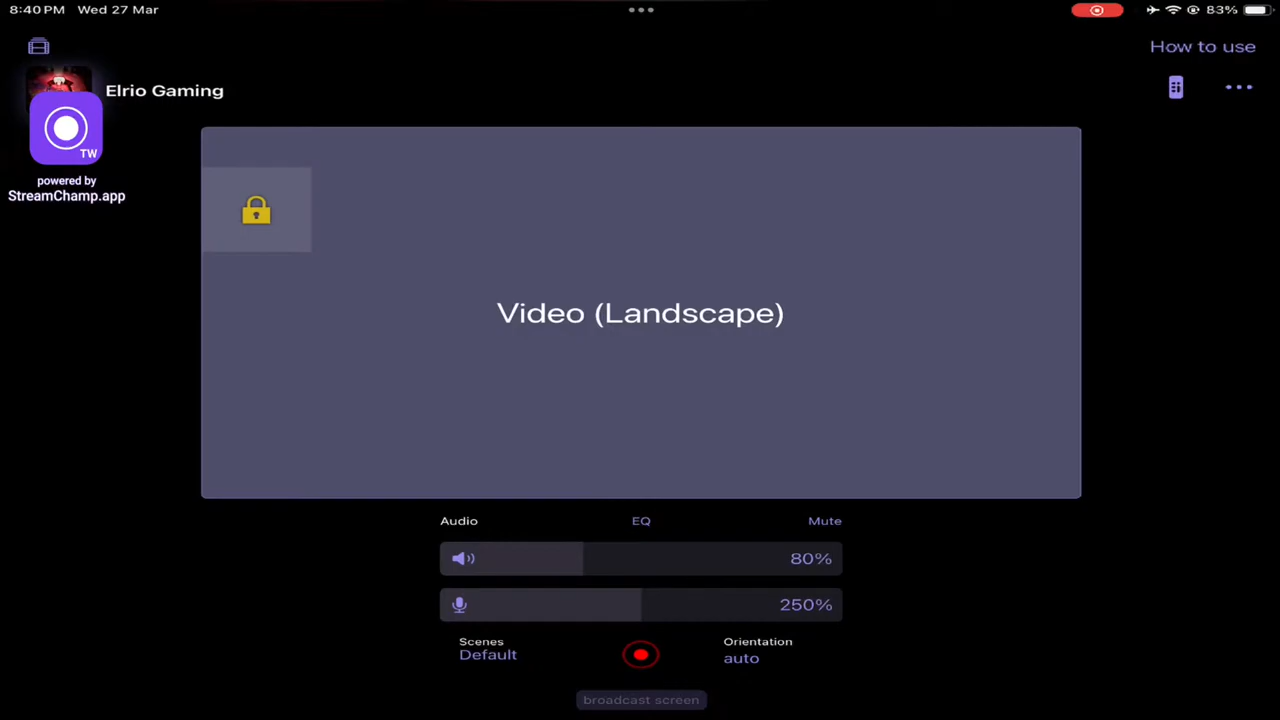 8:40 PM Wed 27 Mar
83%
How to use
Elrio Gaming
TW
powered by
StreamChamp.app
Video (Landscape)
Audio EQ Mute
80%
250%
Scenes
Default
Orientation
auto
broadcast screen